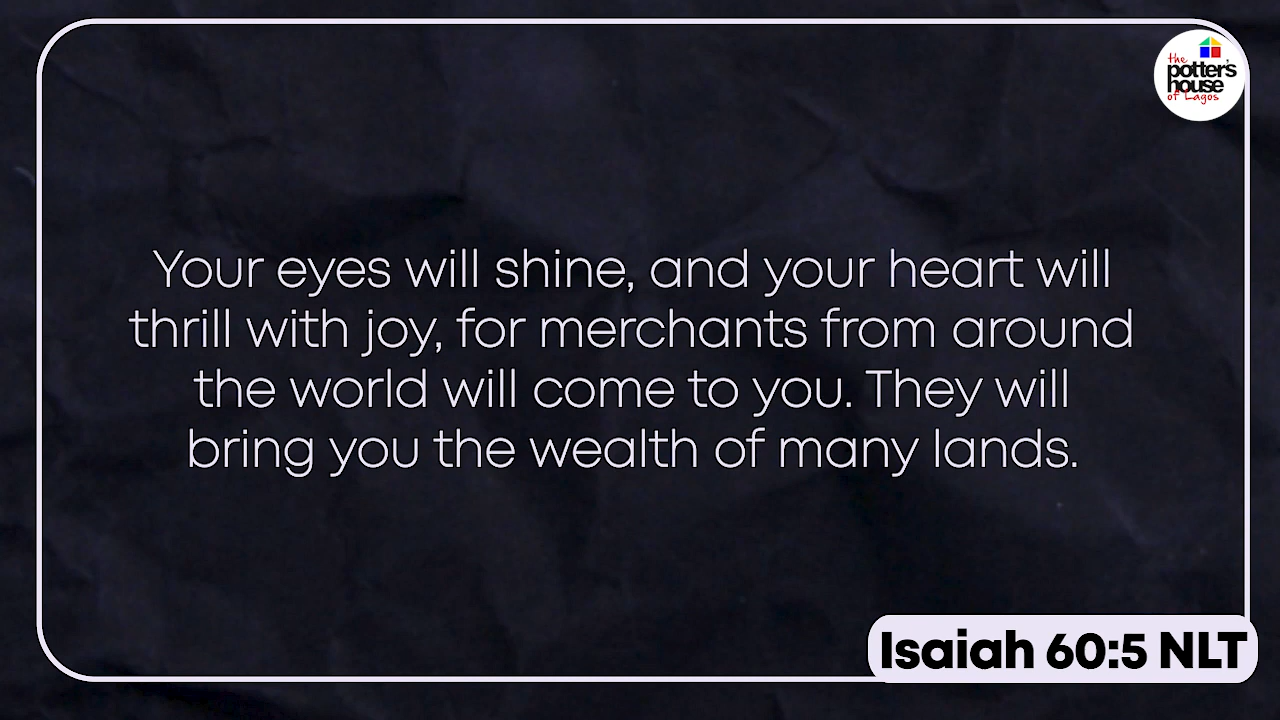 the
potter's
house
of Lagos
Your eyes will shine, and your heart will
thrill with joy, for merchants from around
the world will come to you. They will
bring you the wealth of many lands.
Isaiah 60:5 NLT